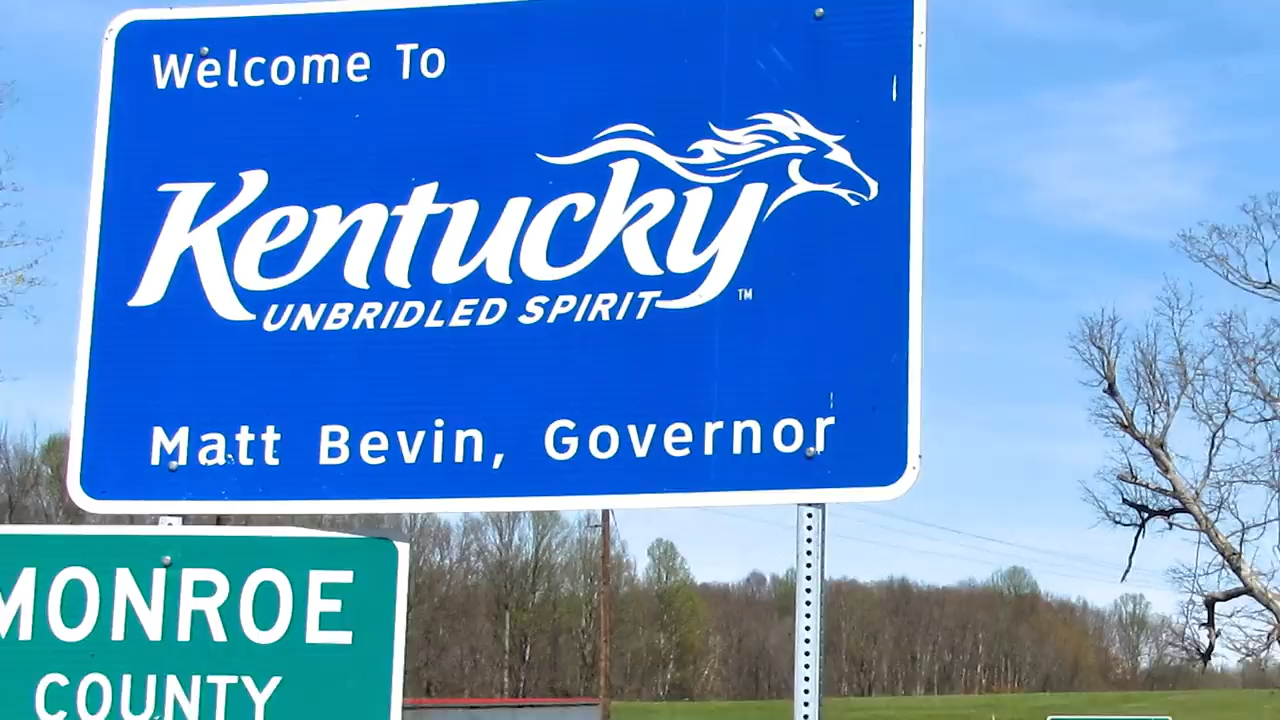 Welcome To
Kentucky
UNBRIDLED SPIRIT ™
Matt Bevin, Governor
MONROE
COUNTY